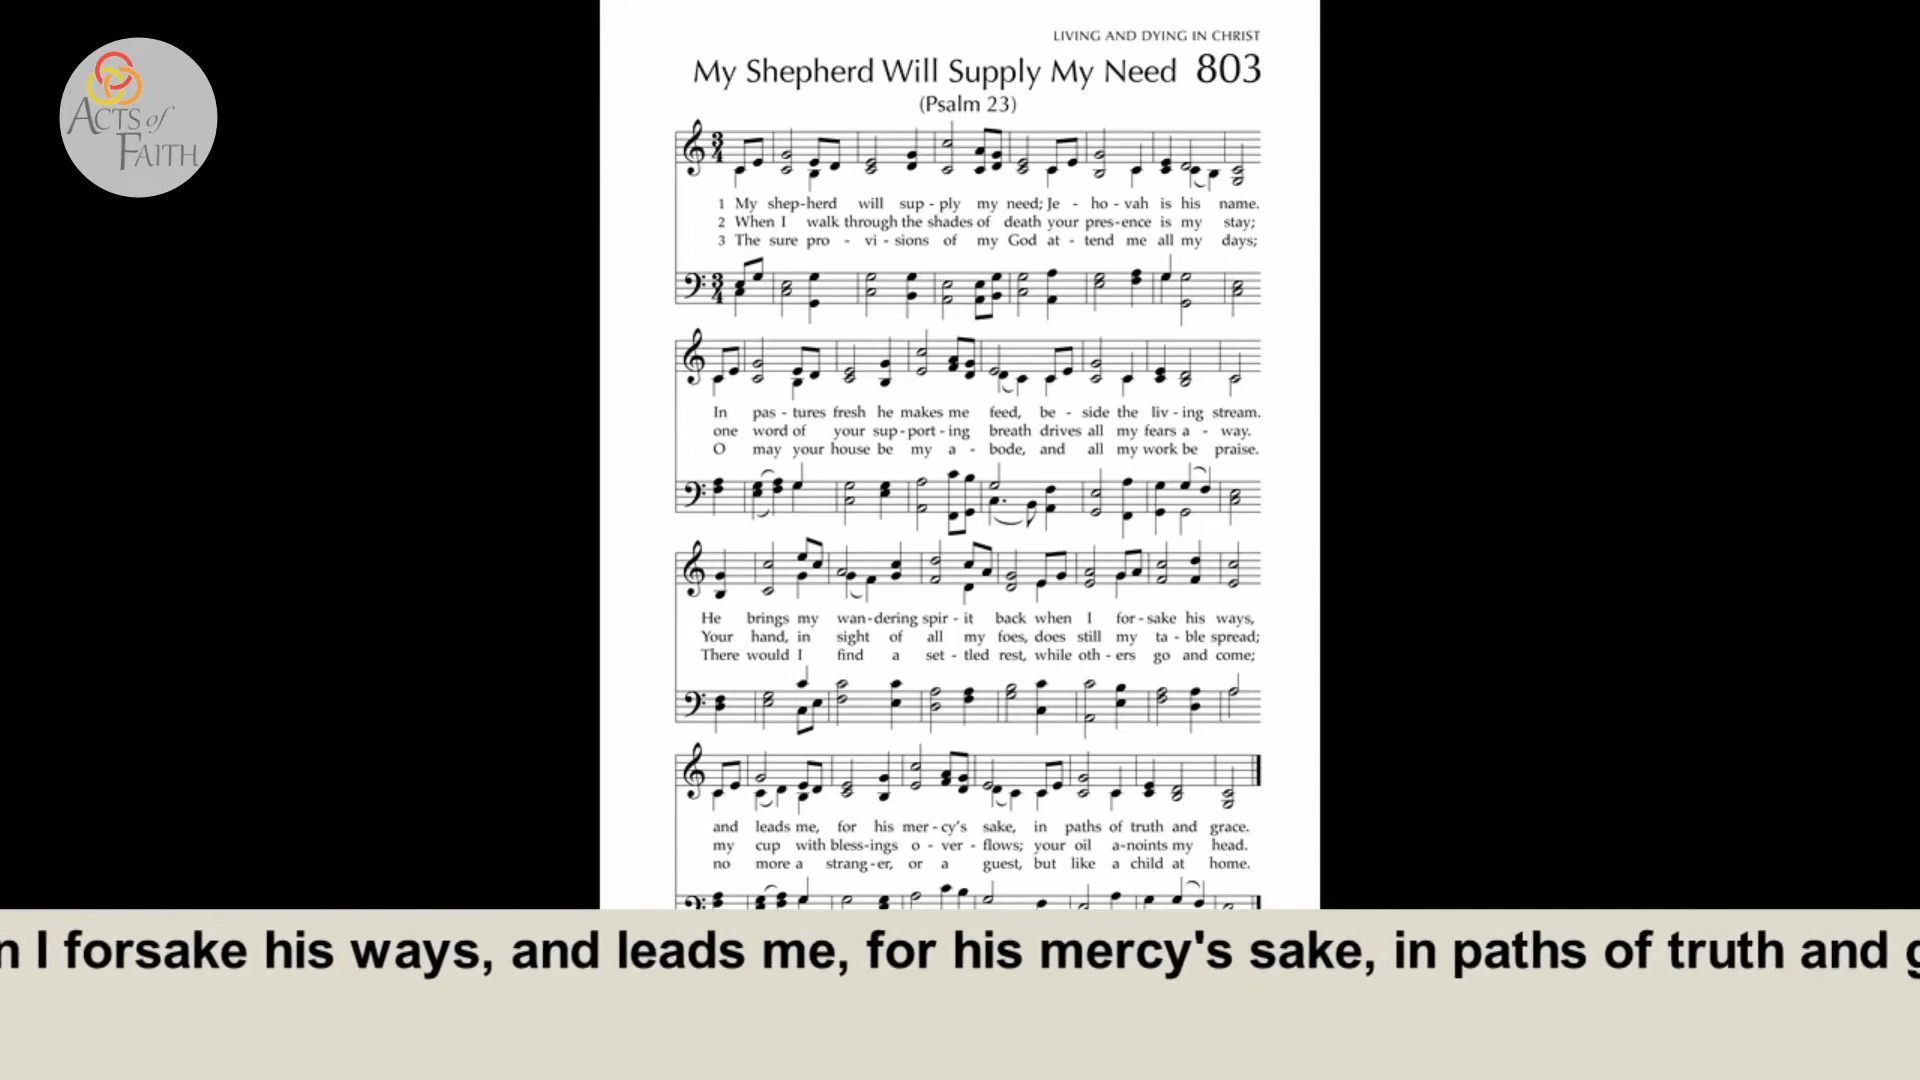 ACTS of
FAITH
LIVING AND DYING IN CHRIST
My Shepherd Will Supply My Need 803
(Psalm 23)
1 My shep-herd will sup - ply my need; Je - ho - vah is his name.
2 When I walk through the shades of death your pres-ence is my stay;
3 The sure pro - vi - sions of my God at - tend me all my days;
In pas - tures fresh he makes me feed, be - side the liv - ing stream.
one word of your sup-port-ing breath drives all my fears a - way.
O may your house be my a - bode, and all my work be praise.
He brings my wan-dering spir - it back when I for-sake his ways,
Your hand, in sight of all my foes, does still my ta - ble spread;
There would I find a set - tled rest, while oth - ers go and come;
and leads me, for his mer-cy's sake, in paths of truth and grace.
my cup with bless-ings o - ver - flows; your oil a-noints my head.
no more a strang-er, or a guest, but like a child at home.
n I forsake his ways, and leads me, for his mercy's sake, in paths of truth and g